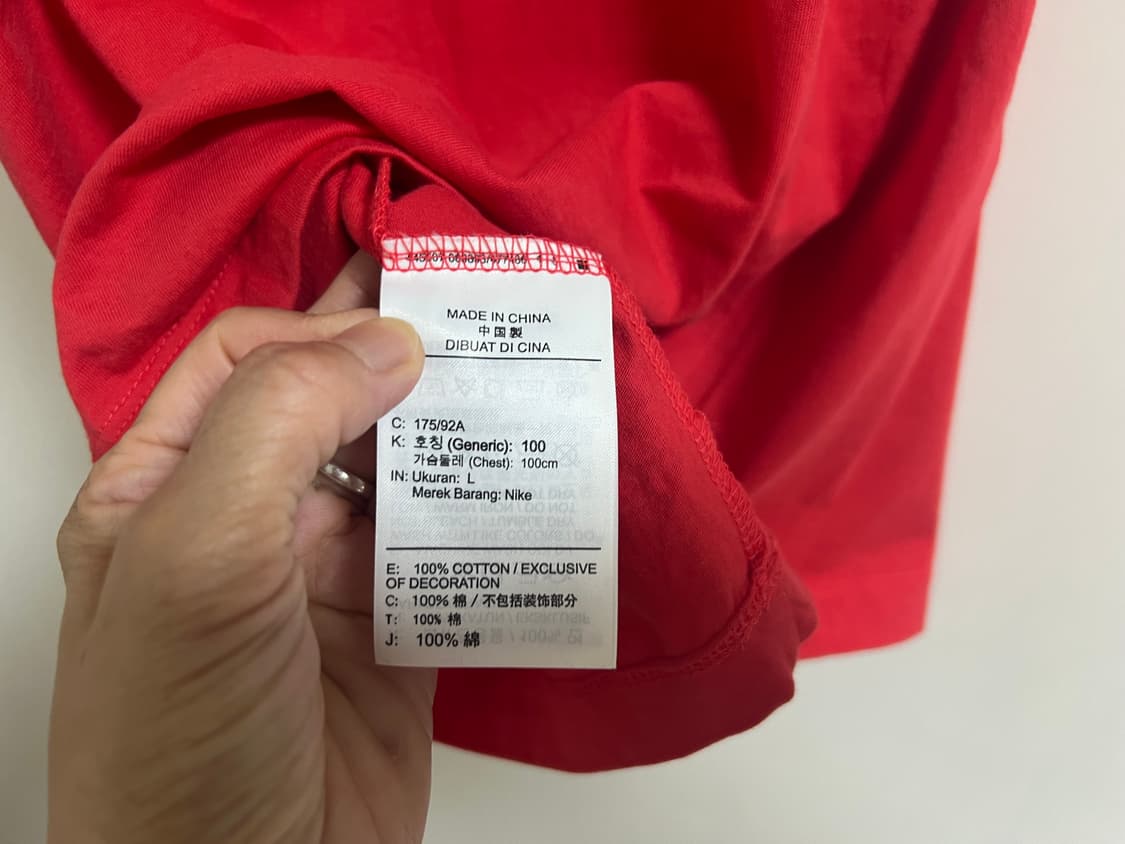 MADE IN CHINA
中国製
DIBUAT DI CINA
C: 175/92A
K: 호칭 (Generic): 100
가슴둘레 (Chest): 100cm
IN: Ukuran: L
Merek Barang: Nike
E: 100% COTTON / EXCLUSIVE
OF DECORATION
C: 100% 棉 / 不包括装饰部分
T: 100% 棉
J: 100% 綿